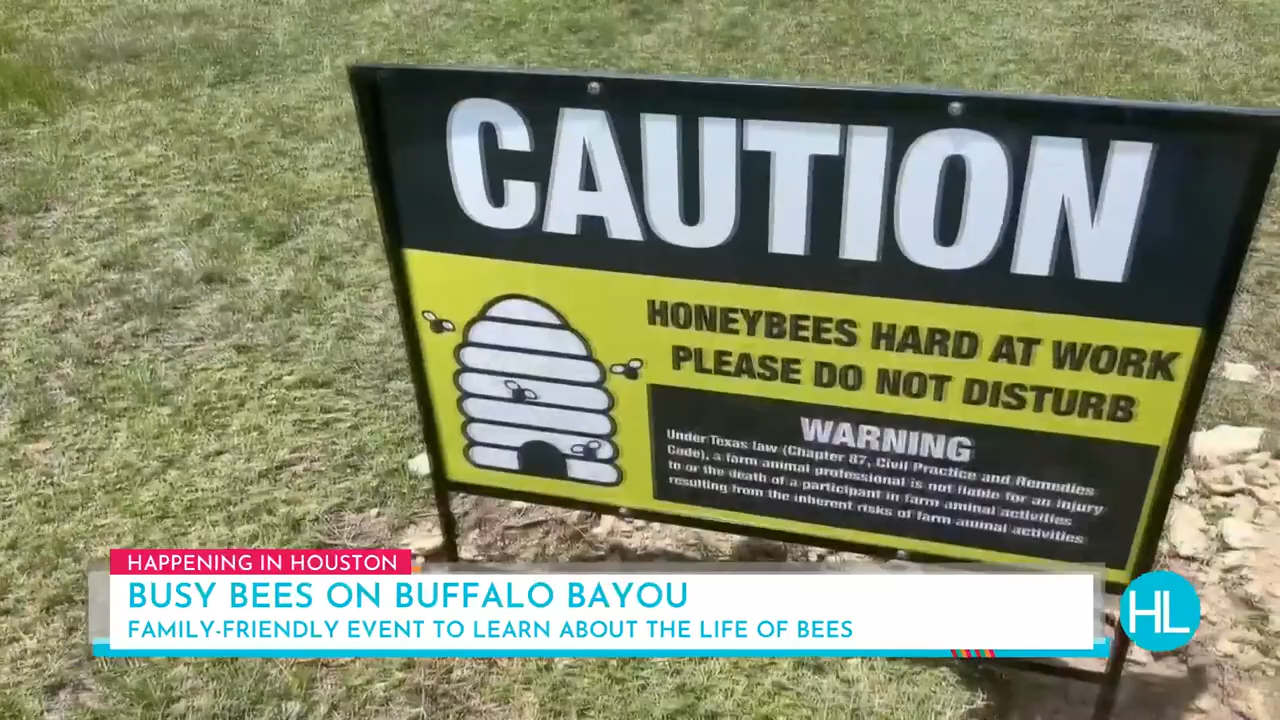 CAUTION
HONEYBEES HARD AT WORK
PLEASE DO NOT DISTURB
WARNING
Under Texas law (Chapter 87, Civil Practice and Remedies
Code), a farm animal professional is not liable for an injury
to or the death of a participant in farm animal activities
resulting from the inherent risks of farm animal activities
HAPPENING IN HOUSTON
BUSY BEES ON BUFFALO BAYOU
FAMILY-FRIENDLY EVENT TO LEARN ABOUT THE LIFE OF BEES
HL